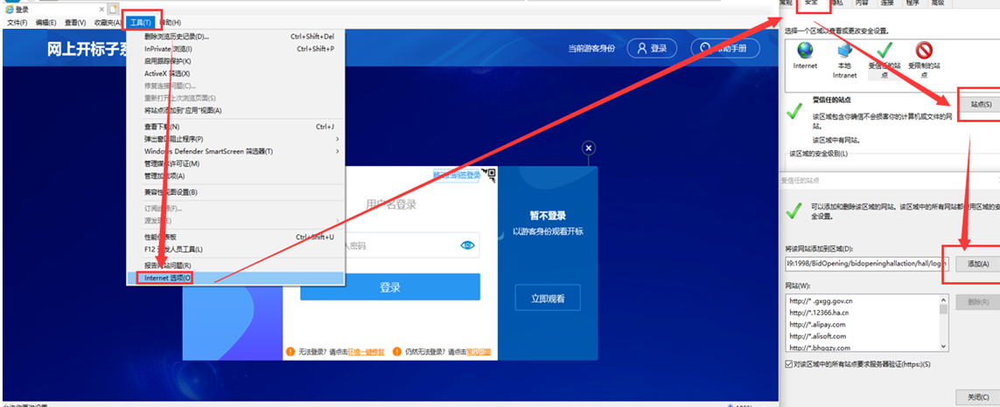 登录
文件(F) 编辑(E) 查看(V) 收藏夹(A) 工具(T) 帮助(H)
网上开标子系
当前游客身份 登录 帮助手册
删除浏览历史记录(D)... Ctrl+Shift+Del
InPrivate 浏览(I) Ctrl+Shift+P
启用跟踪保护(K)
ActiveX 筛选(X)
修复连接问题(C)...
重新打开上次浏览页面(S)
将站点添加到"应用"视图(A)
查看下载(N) Ctrl+J
弹出窗口阻止程序(P)
Windows Defender SmartScreen 筛选器(T)
管理媒体许可证(M)
管理加载项(A)
兼容性视图设置(B)
订阅此源(F)...
源发现(E)
性能仪表板 Ctrl+Shift+U
F12 开发人员工具(L)
报告网站问题(R)
Internet 选项(O)
用户名登录
入密码
登录
无法登录？请点击环境一键修复
仍然无法登录？请点击常见问题
暂不登录
以游客身份观看开标
立即观看
常规 安全 隐私 内容 连接 程序 高级
选择一个区域以查看或更改安全设置。
Internet
本地
Intranet
受信任的站
点
受限制的站
点
受信任的站点
站点(S)
该区域包含你确信不会损害你的计算机或文件的网
站。
该区域中有网站。
该区域的安全级别(L)
受信任的站点
可以添加和删除该区域的网站。该区域中的所有网站都使用区域的安
全设置。
将该网站添加到区域(D):
9:1998/BidOpening/bidopeninghallaction/hall/login
添加(A)
网站(W):
http://*.gxgg.gov.cn
http://*.12366.ha.cn
http://*.alipay.com
http://*.alisoft.com
http://*.bhggzy.com
删除(R)
对该区域中的所有站点要求服务器验证(https:)(S)
关闭(C)